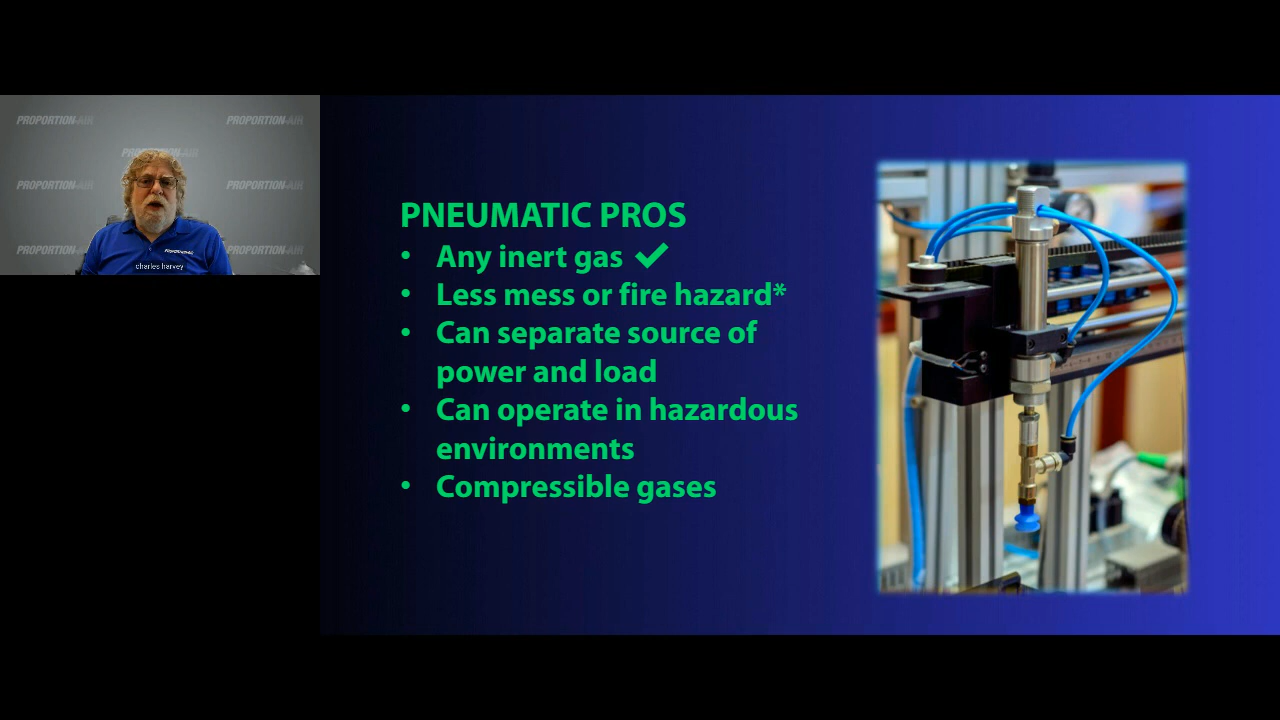 PROPORTION-AIR PROPORTION-AIR
PROPORTION-AIR
PROPORTION-AIR PROPORTION-AIR
PROPORTION-AIR PROPORTION-AIR
charles harvey
PNEUMATIC PROS
• Any inert gas ✔
• Less mess or fire hazard*
• Can separate source of
power and load
• Can operate in hazardous
environments
• Compressible gases